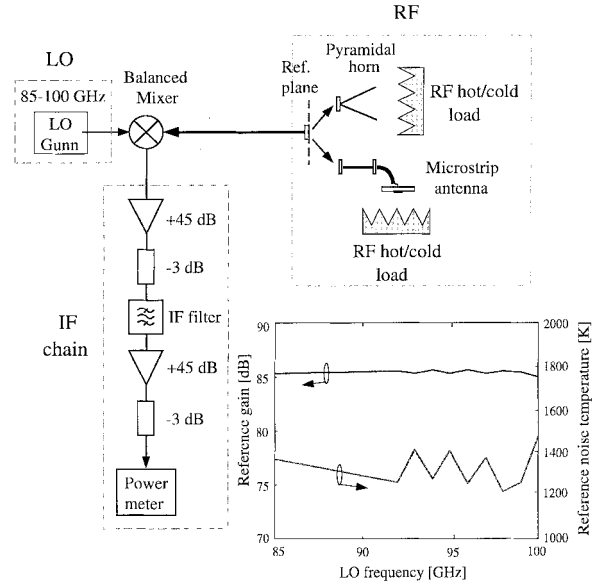 RF
LO
85-100 GHz
LO
Gunn
Balanced
Mixer
Ref.
plane
Pyramidal
horn
RF hot/cold
load
Microstrip
antenna
RF hot/cold
load
IF
chain
+45 dB
-3 dB
IF filter
+45 dB
-3 dB
Power
meter
Reference gain [dB]
90
85
80
75
70
85
90
95
100
LO frequency [GHz]
2000
1800
1600
1400
1200
1000
Reference noise temperature [K]